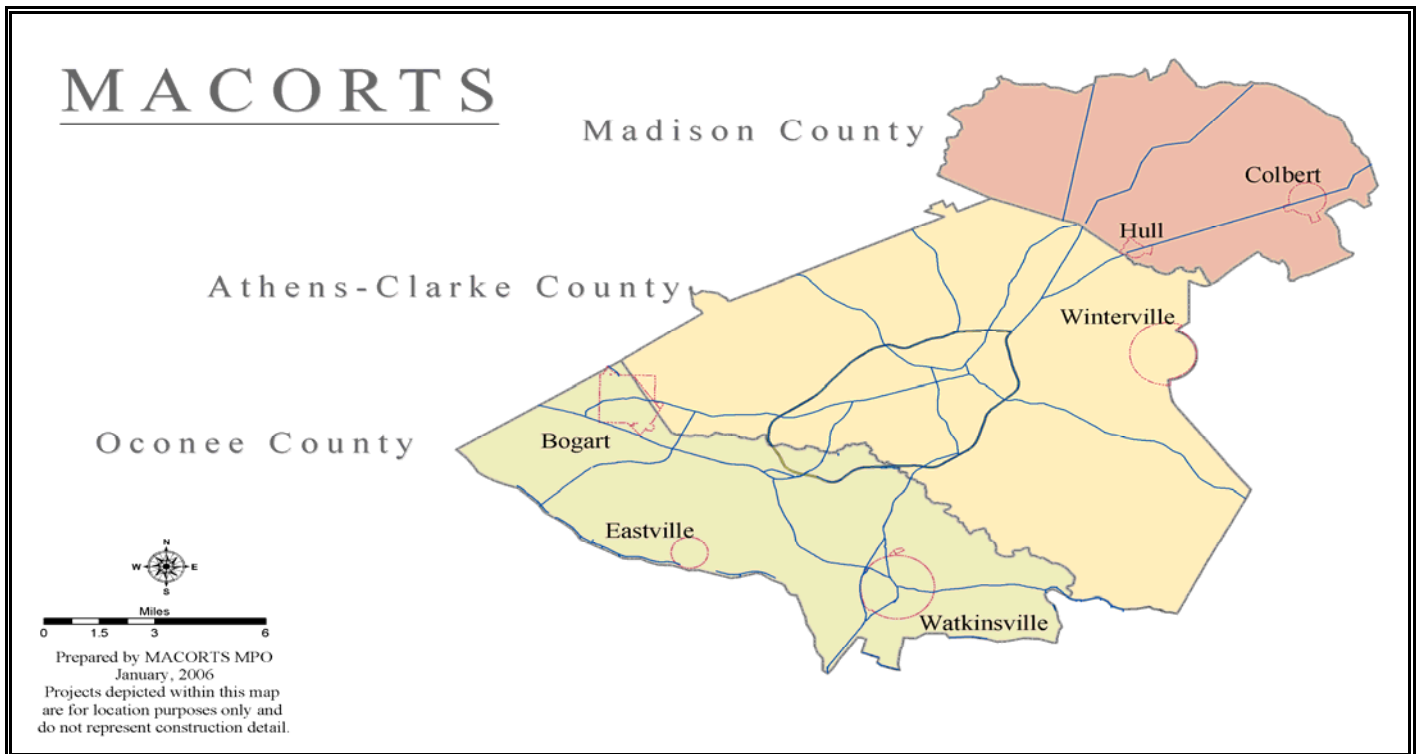 MACORTS
Madison County
Colbert
Hull
Athens-Clarke County
Winterville
Oconee County
Bogart
Eastville
Watkinsville
N
W E
S
Miles
0 1.5 3 6
Prepared by MACORTS MPO
January, 2006
Projects depicted within this map
are for location purposes only and
do not represent construction detail.